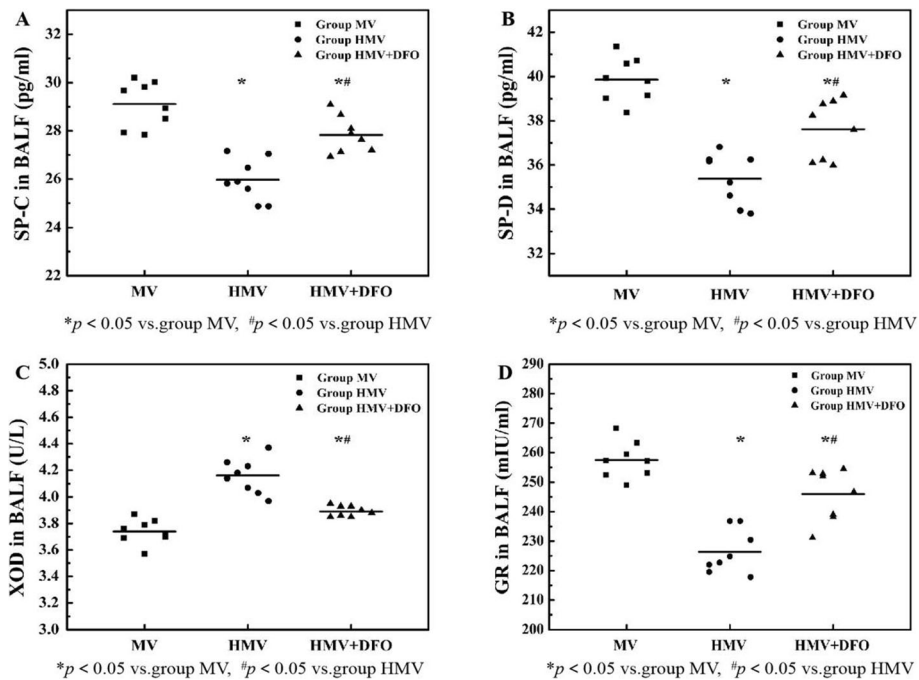 A
SP-C in BALF (pg/ml)
32
30
28
26
24
22
Group MV
Group HMV
Group HMV+DFO
*
*#
MV
HMV
HMV+DFO
*p < 0.05 vs.group MV, #p < 0.05 vs.group HMV
B
SP-D in BALF (pg/ml)
42
40
38
36
34
32
Group MV
Group HMV
Group HMV+DFO
*
*#
MV
HMV
HMV+DFO
*p < 0.05 vs.group MV, #p < 0.05 vs.group HMV
C
XOD in BALF (U/L)
5.0
4.8
4.6
4.4
4.2
4.0
3.8
3.6
3.4
3.2
3.0
Group MV
Group HMV
Group HMV+DFO
*
*#
MV
HMV
HMV+DFO
*p < 0.05 vs.group MV, #p < 0.05 vs.group HMV
D
GR in BALF (mIU/ml)
290
280
270
260
250
220
210
200
Group MV
Group HMV
Group HMV+DFO
*
*#
MV
HMV
HMV+DFO
*p < 0.05 vs.group MV, #p < 0.05 vs.group HMV